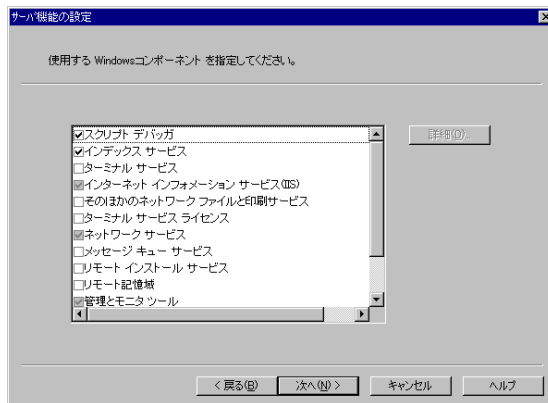 サーバ機能の設定
使用する Windowsコンポーネント を指定してください。
スクリプト デバッガ
詳細(D)...
インデックス サービス
ターミナル サービス
インターネット インフォメーション サービス(IIS)
そのほかのネットワーク ファイルと印刷サービス
ターミナル サービス ライセンス
ネットワーク サービス
メッセージ キュー サービス
リモート インストール サービス
リモート記憶域
管理とモニタ ツール
< 戻る(B) 次へ(N) > キャンセル ヘルプ